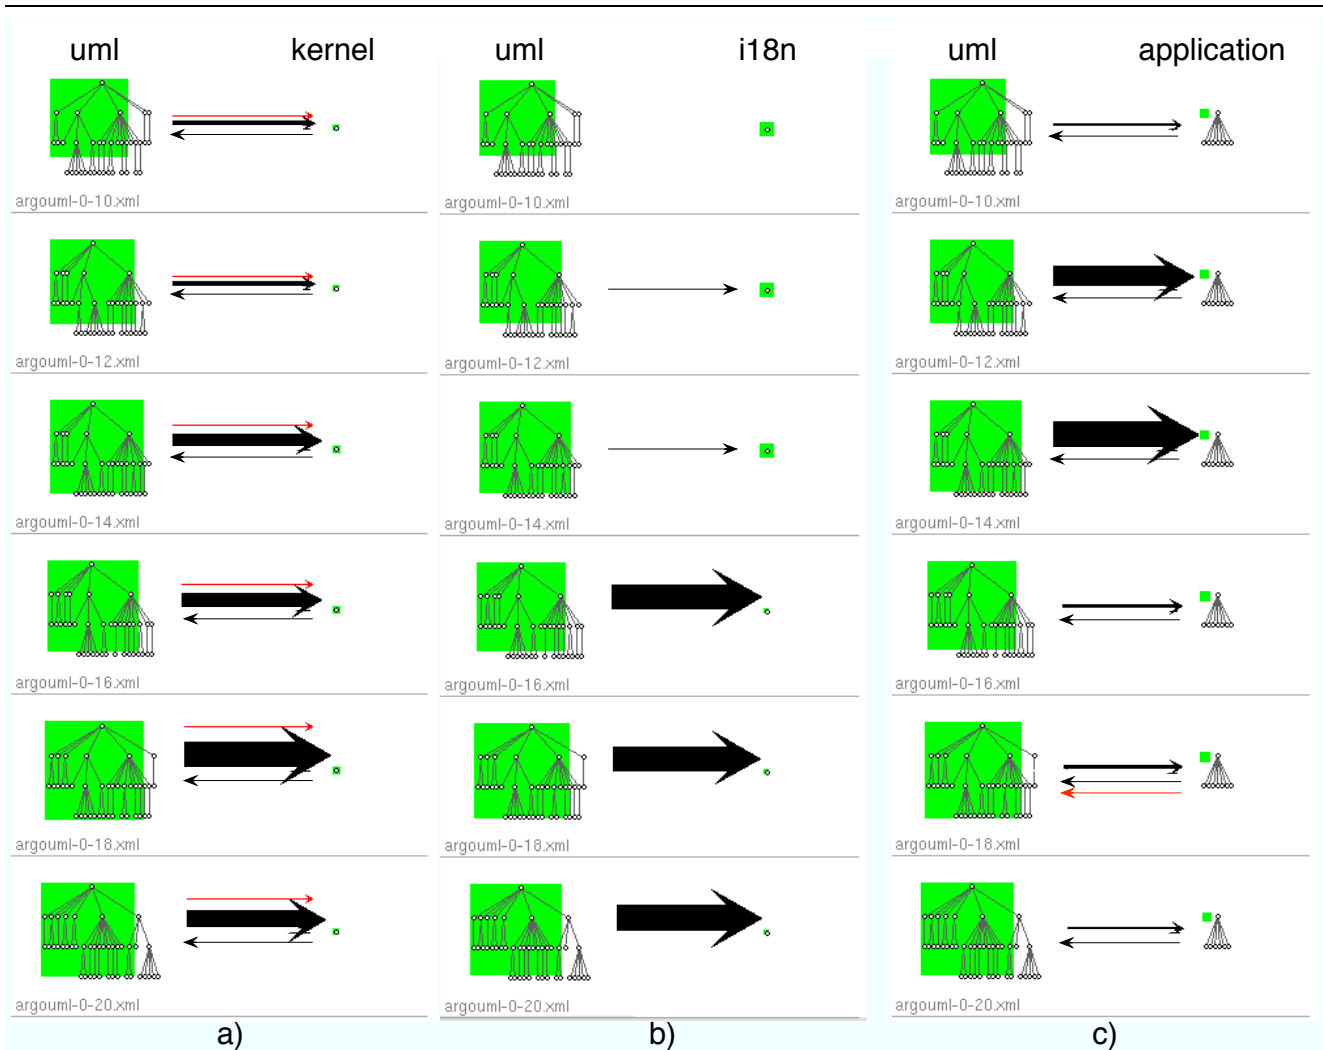 uml kernel uml i18n uml application
argouml-0-10.xml argouml-0-10.xml argouml-0-10.xml
argouml-0-12.xml argouml-0-12.xml argouml-0-12.xml
argouml-0-14.xml argouml-0-14.xml argouml-0-14.xml
argouml-0-16.xml argouml-0-16.xml argouml-0-16.xml
argouml-0-18.xml argouml-0-18.xml argouml-0-18.xml
argouml-0-20.xml argouml-0-20.xml argouml-0-20.xml
a) b) c)